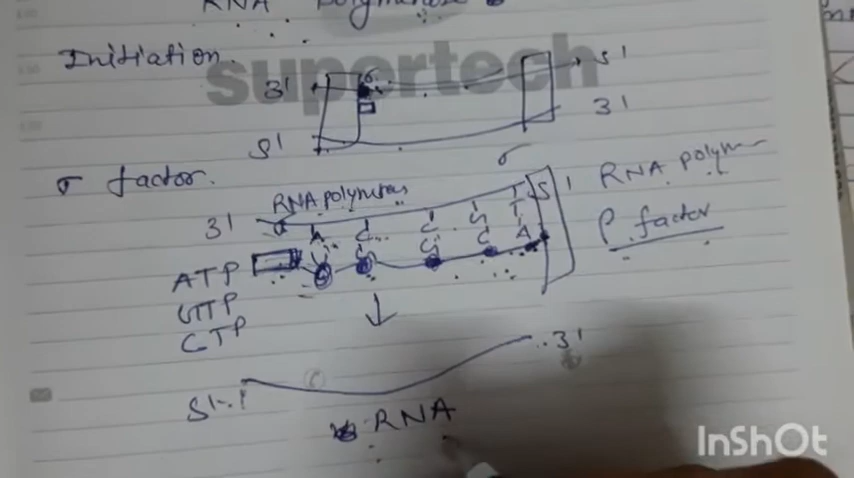 RNA Polymerase
Initiation.
supertech
σ
5'
3'
3'
5'
σ factor.
σ
RNA polymerase
5' RNA polym
3'
ρ factor
A C C G T
T
U G G C A
ATP
UTP
CTP
3'
5'
RNA
InShOt